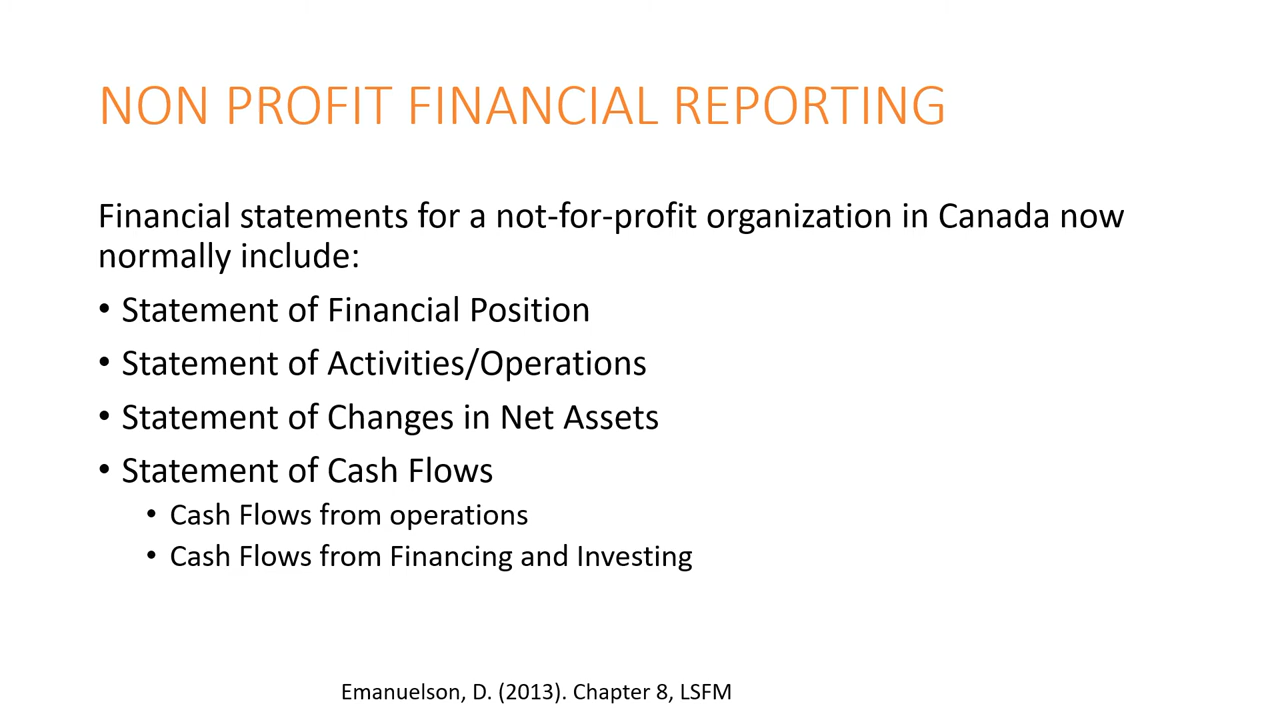 NON PROFIT FINANCIAL REPORTING
Financial statements for a not-for-profit organization in Canada now
normally include:
• Statement of Financial Position
• Statement of Activities/Operations
• Statement of Changes in Net Assets
• Statement of Cash Flows
• Cash Flows from operations
• Cash Flows from Financing and Investing
Emanuelson, D. (2013). Chapter 8, LSFM